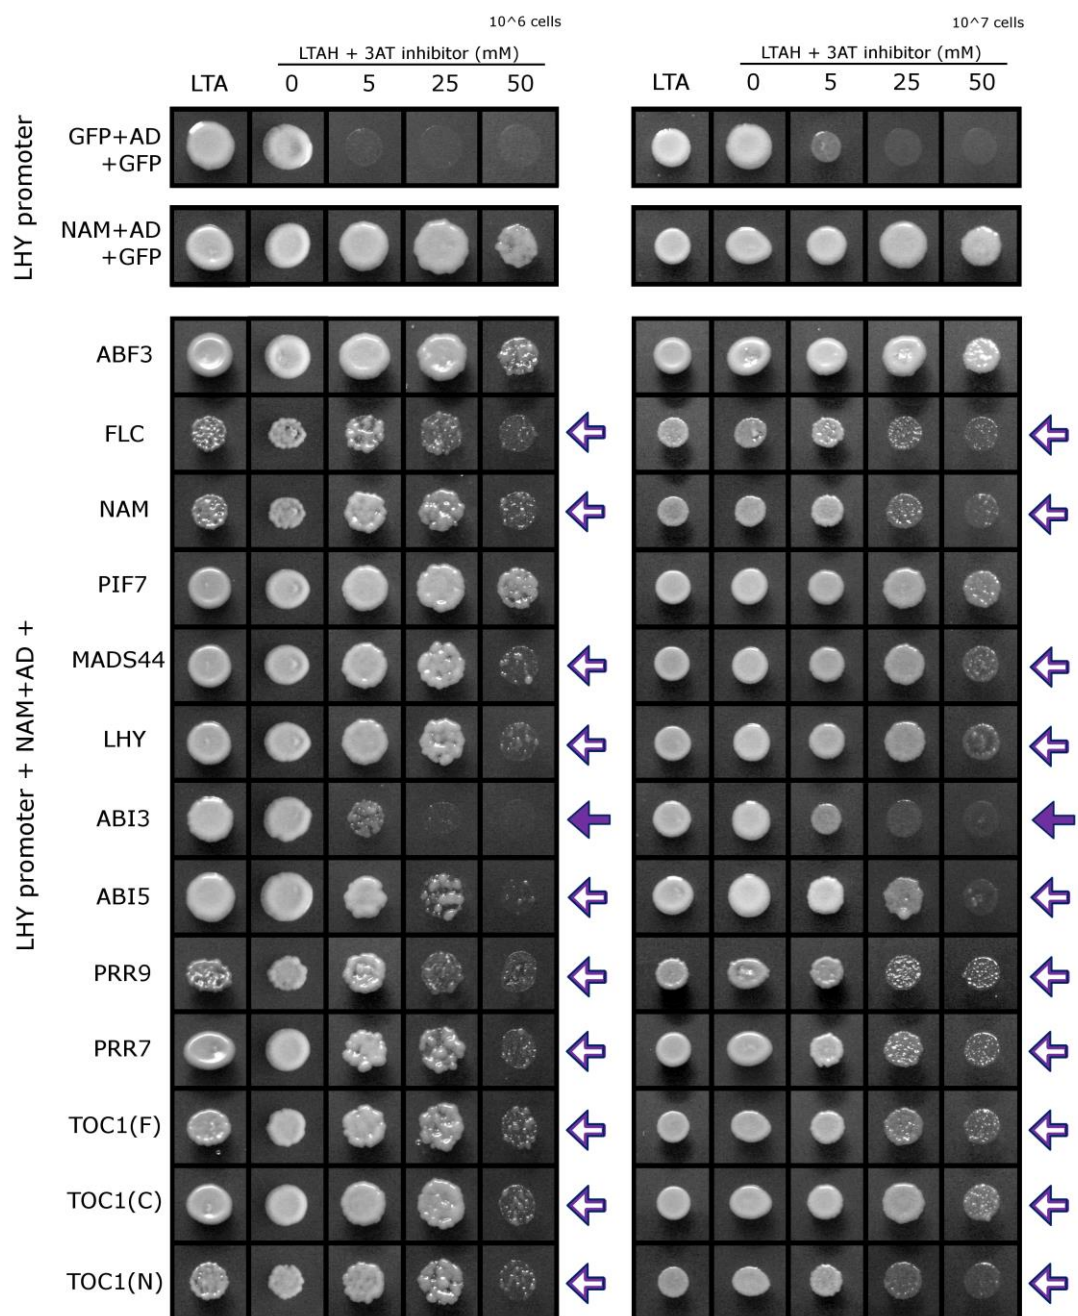 10^6 cells
10^7 cells
LTAH + 3AT inhibitor (mM)
LTAH + 3AT inhibitor (mM)
LTA 0 5 25 50
LTA 0 5 25 50
LHY promoter
GFP+AD
+GFP
NAM+AD
+GFP
LHY promoter + NAM+AD +
ABF3
FLC
NAM
PIF7
MADS44
LHY
ABI3
ABI5
PRR9
PRR7
TOC1(F)
TOC1(C)
TOC1(N)